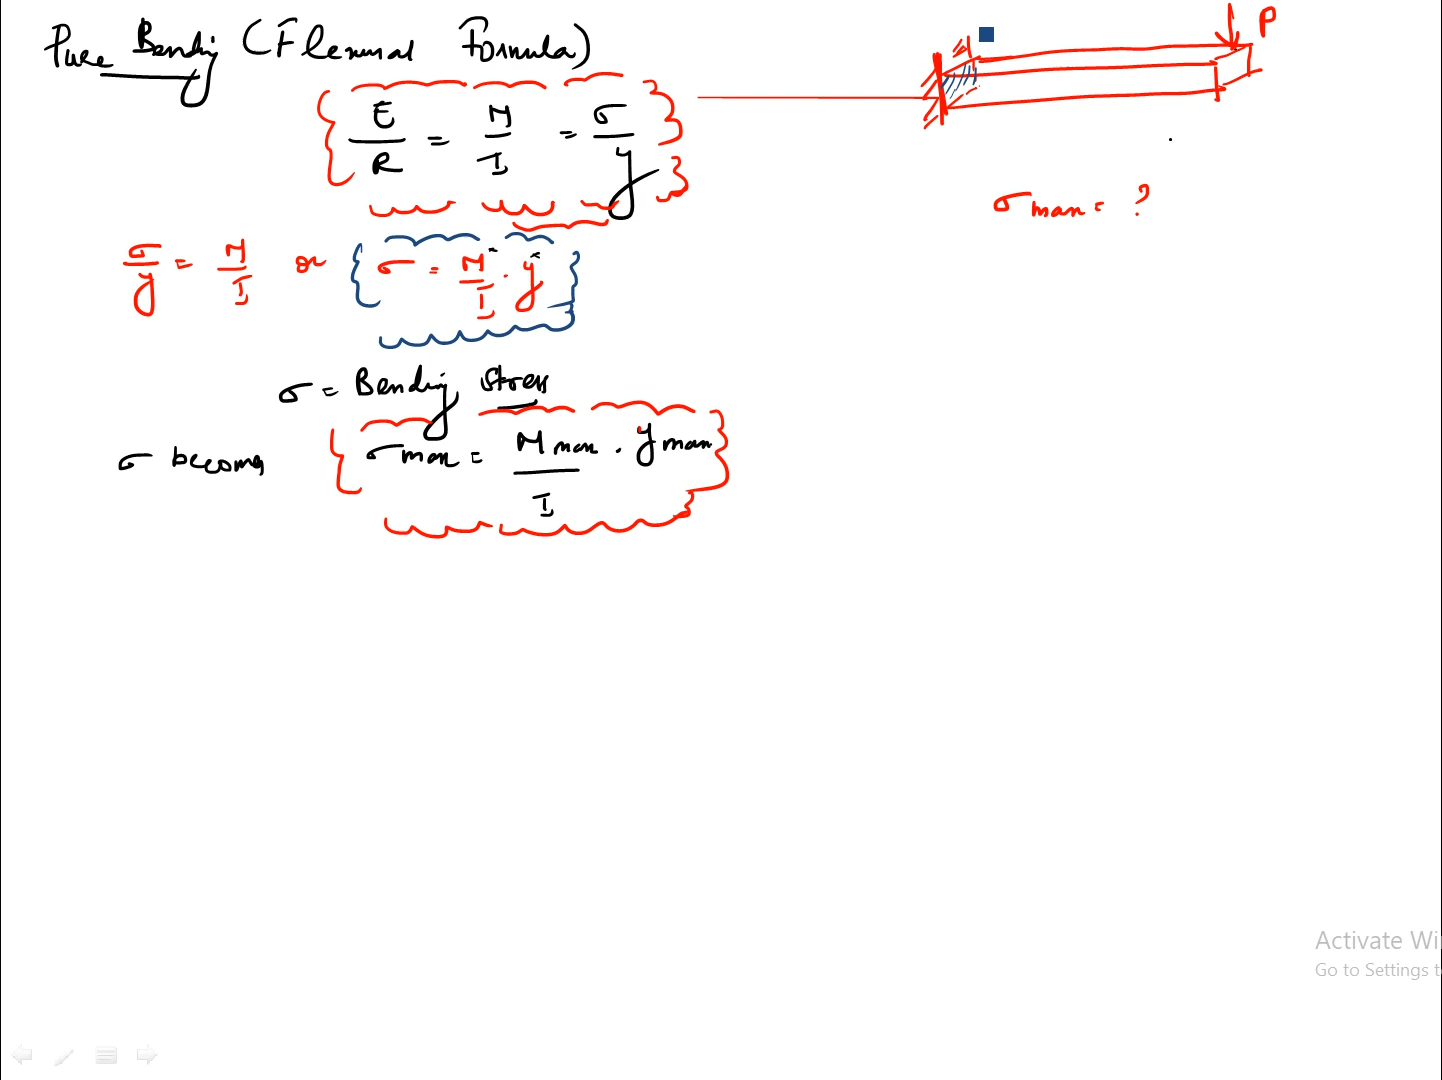 Pure Bending (Flexural Formula)
P
E/R = M/I = σ/y
σmax = ?
σ/y = M/I or { σ = M/I · y }
σ = Bending Stress
σ becomes { σmax = Mmax · ymax / I }
Activate Wi
Go to Settings t